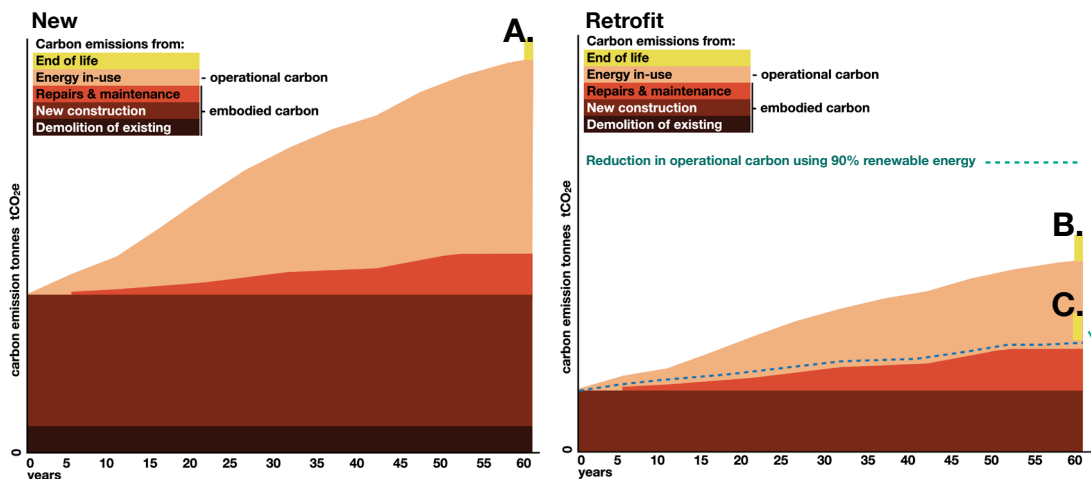 New
Carbon emissions from:
End of life
Energy in-use - operational carbon
Repairs & maintenance
New construction - embodied carbon
Demolition of existing
A.
carbon emission tonnes tCO₂e
0
0 5 10 15 20 25 30 35 40 45 50 55 60
years
Retrofit
Carbon emissions from:
End of life
Energy in-use - operational carbon
Repairs & maintenance
New construction - embodied carbon
Demolition of existing
Reduction in operational carbon using 90% renewable energy
B.
C.
carbon emission tonnes tCO₂e
0
0 5 10 15 20 25 30 35 40 45 50 55 60
years